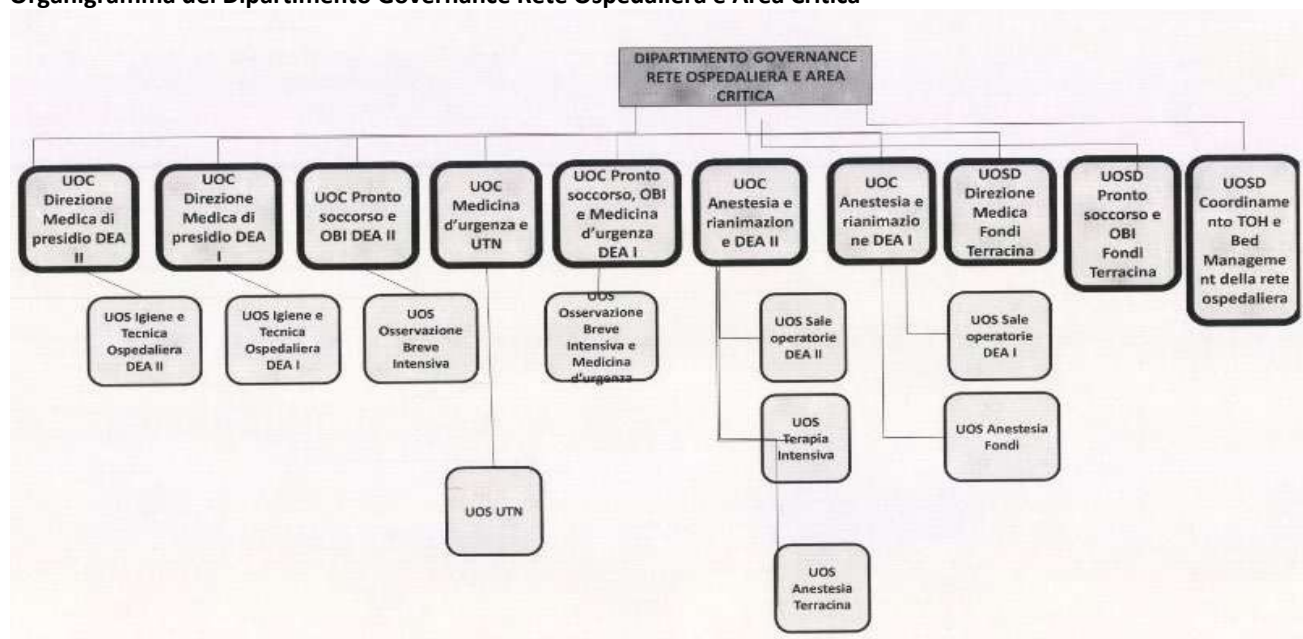 Organigramma del Dipartimento Governance Rete Ospedaliera e Area Critica
DIPARTIMENTO GOVERNANCE
RETE OSPEDALIERA E AREA
CRITICA
UOC
Direzione
Medica di
presidio DEA
II
UOC
Direzione
Medica di
presidio DEA
I
UOC Pronto
soccorso e
OBI DEA II
UOC
Medicina
d'urgenza e
UTN
UOC Pronto
soccorso, OBI
e Medicina
d'urgenza
DEA I
UOC
Anestesia e
rianimazion
e DEA II
UOC
Anestesia e
rianimazio
ne DEA I
UOSD
Direzione
Medica
Fondi
Terracina
UOSD
Pronto
soccorso e
OBI
Fondi
Terracina
UOSD
Coordiname
nto TOH e
Bed
Manageme
nt della rete
ospedaliera
UOS Igiene e
Tecnica
Ospedaliera
DEA II
UOS Igiene e
Tecnica
Ospedaliera
DEA I
UOS
Osservazione
Breve
Intensiva
UOS
Osservazione
Breve
Intensiva e
Medicina
d'urgenza
UOS Sale
operatorie
DEA II
UOS Sale
operatorie
DEA I
UOS
Terapia
Intensiva
UOS Anestesia
Fondi
UOS UTN
UOS
Anestesia
Terracina